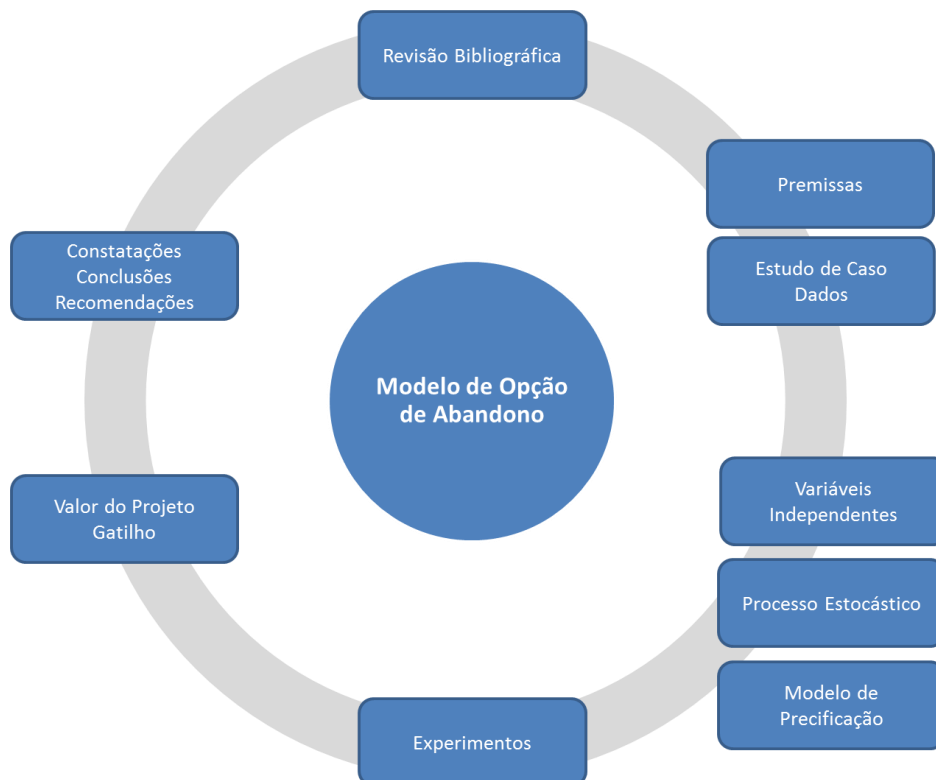 Revisão Bibliográfica
Premissas
Estudo de Caso
Dados
Variáveis
Independentes
Processo Estocástico
Modelo de
Precificação
Experimentos
Valor do Projeto
Gatilho
Constatações
Conclusões
Recomendações
Modelo de Opção
de Abandono